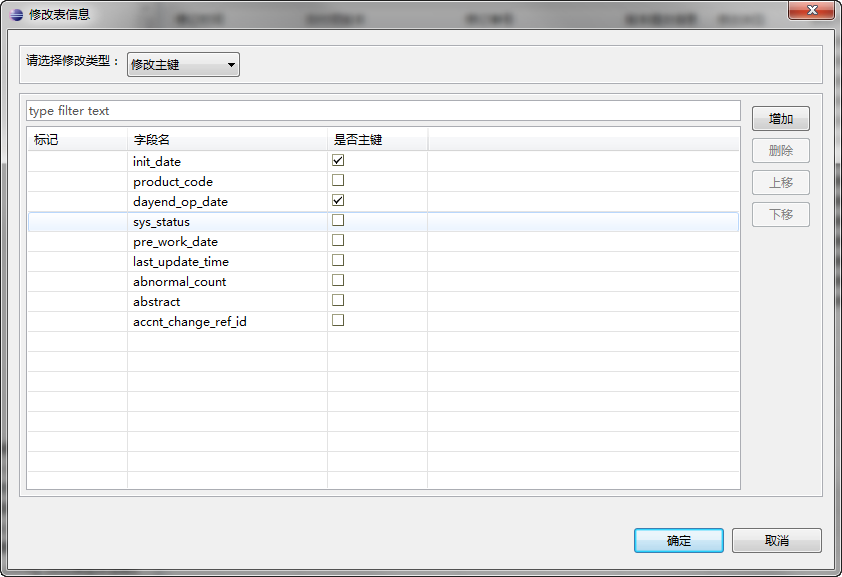 修改表信息
请选择修改类型： 修改主键
type filter text
增加
标记 字段名 是否主键
init_date
删除
product_code
上移
dayend_op_date
下移
sys_status
pre_work_date
last_update_time
abnormal_count
abstract
accnt_change_ref_id
确定 取消